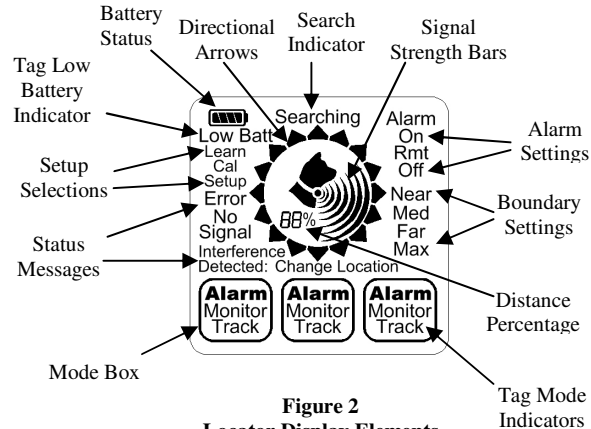 Battery
Status
Directional
Arrows
Search
Indicator
Signal
Strength Bars
Tag Low
Battery
Indicator
Setup
Selections
Status
Messages
Mode Box
Searching
Low Batt
Learn
Cal
Setup
Error
No
Signal
Interference
Detected: Change Location
88%
Alarm
On
Rmt
Off
Near
Med
Far
Max
Alarm
Monitor
Track
Alarm
Monitor
Track
Alarm
Monitor
Track
Alarm
Settings
Boundary
Settings
Distance
Percentage
Tag Mode
Indicators
Figure 2
Locator Display Elements